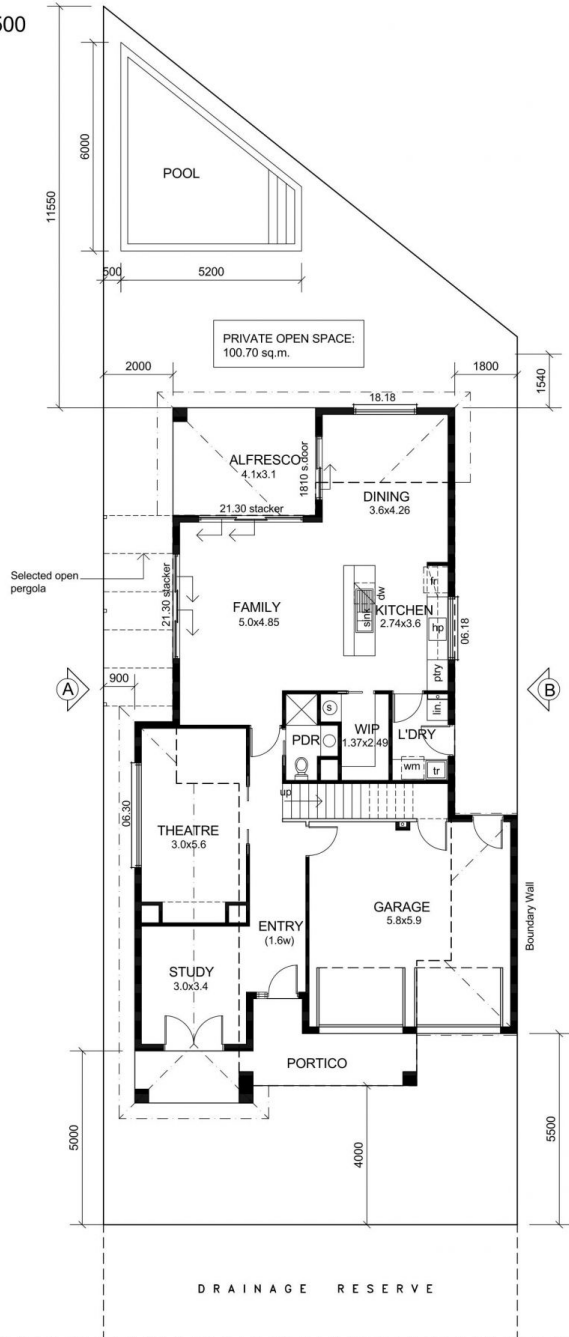 500
11550
6000
POOL
500
5200
PRIVATE OPEN SPACE:
100.70 sq.m.
2000
1800
1540
18.18
ALFRESCO
4.1x3.1
1810 s.door
DINING
3.6x4.26
21.30 stacker
Selected open
pergola
21.30 stacker
FAMILY
5.0x4.85
dw
sink
KITCHEN
2.74x3.6
fr
hp
06.18
ptry
900
A
B
S
WIP
1.37x2.49
lin.
PDR
L'DRY
wm
tr
up
06.30
THEATRE
3.0x5.6
GARAGE
5.8x5.9
Boundary Wall
ENTRY
(1.6w)
STUDY
3.0x3.4
PORTICO
5000
4000
5500
DRAINAGE RESERVE